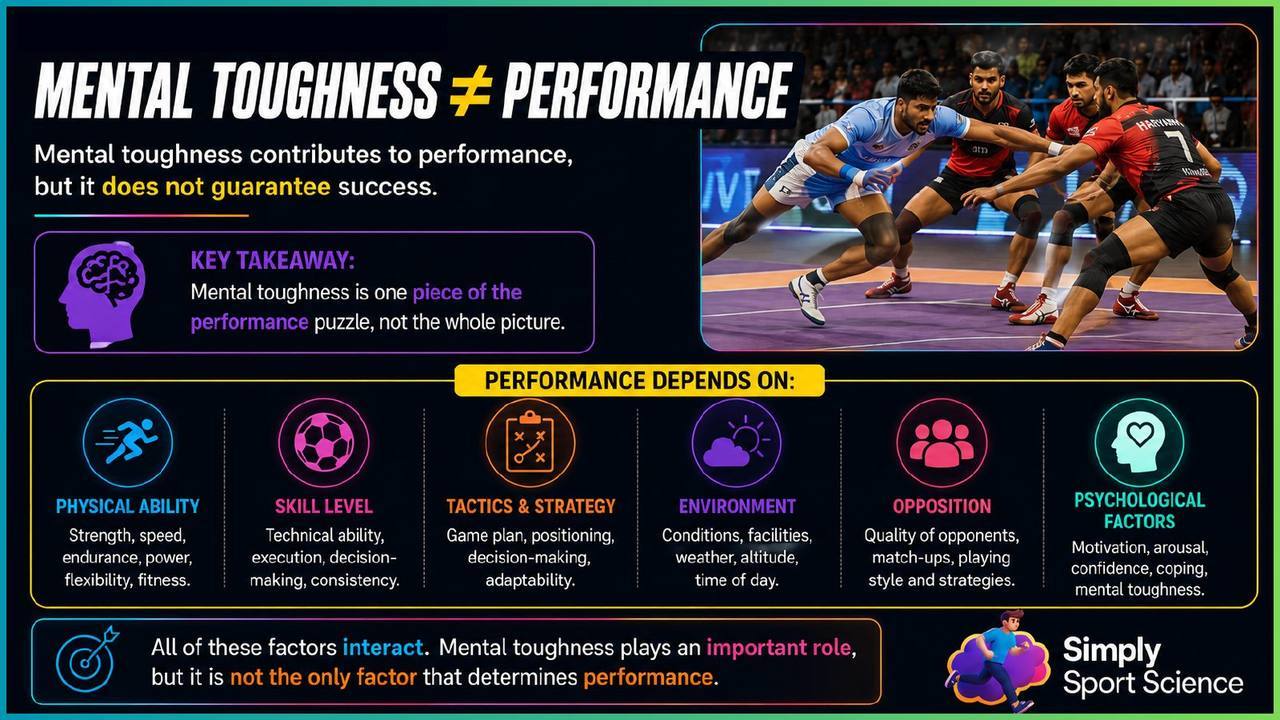 MENTAL TOUGHNESS ≠ PERFORMANCE
Mental toughness contributes to performance,
but it does not guarantee success.
KEY TAKEAWAY:
Mental toughness is one piece of the
performance puzzle, not the whole picture.
HARYANA
7
PERFORMANCE DEPENDS ON:
PHYSICAL ABILITY
Strength, speed,
endurance, power,
flexibility, fitness.
SKILL LEVEL
Technical ability,
execution, decision-
making, consistency.
TACTICS & STRATEGY
Game plan, positioning,
decision-making,
adaptability.
ENVIRONMENT
Conditions, facilities,
weather, altitude,
time of day.
OPPOSITION
Quality of opponents,
match-ups, playing
style and strategies.
PSYCHOLOGICAL
FACTORS
Motivation, arousal,
confidence, coping,
mental toughness.
All of these factors interact. Mental toughness plays an important role,
but it is not the only factor that determines performance.
Simply
Sport Science